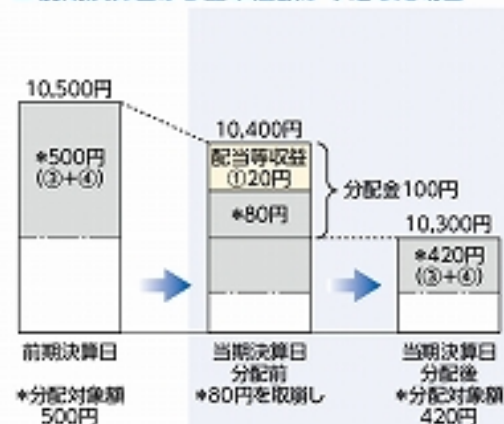 10,500円
*500円
(③+④)
10,400円
配当等収益
①20円
*80円
分配金100円
10,300円
*420円
(③+④)
前期決算日
*分配対象額
500円
当期決算日
分配前
*80円を取崩し
当期決算日
分配後
*分配対象額
420円